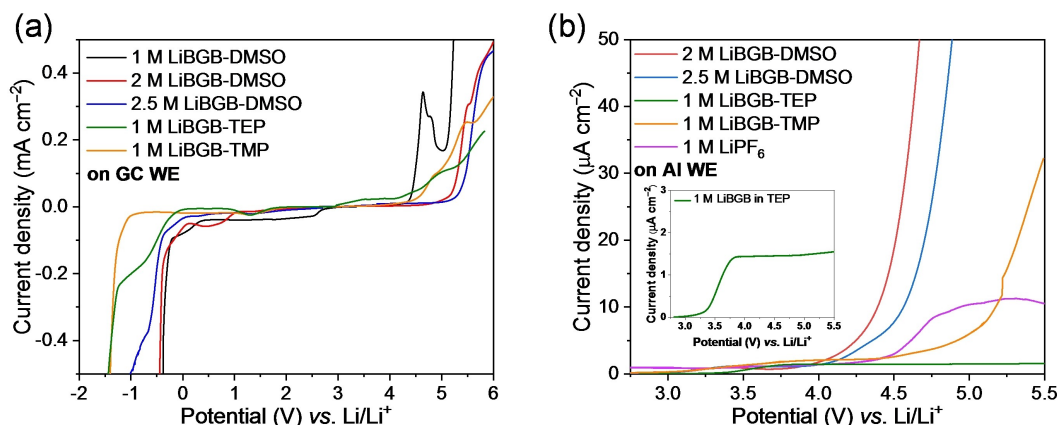 (a)
1 M LiBGB-DMSO
2 M LiBGB-DMSO
2.5 M LiBGB-DMSO
1 M LiBGB-TEP
1 M LiBGB-TMP
on GC WE
Current density (mA cm⁻²)
0.4
0.2
0.0
-0.2
-0.4
-2 -1 0 1 2 3 4 5 6
Potential (V) vs. Li/Li⁺
(b)
2 M LiBGB-DMSO
2.5 M LiBGB-DMSO
1 M LiBGB-TEP
1 M LiBGB-TMP
1 M LiPF₆
on Al WE
Current density (μA cm⁻²)
50
40
30
20
10
0
2.75 3.25 4.00 4.50 5.00 5.5
Potential (V) vs. Li/Li⁺
1 M LiBGB in TEP
Current density (μA cm⁻²)
3
2
1
0
3.0 3.5 4.0 4.5 5.0 5.5
Potential (V) vs. Li/Li⁺